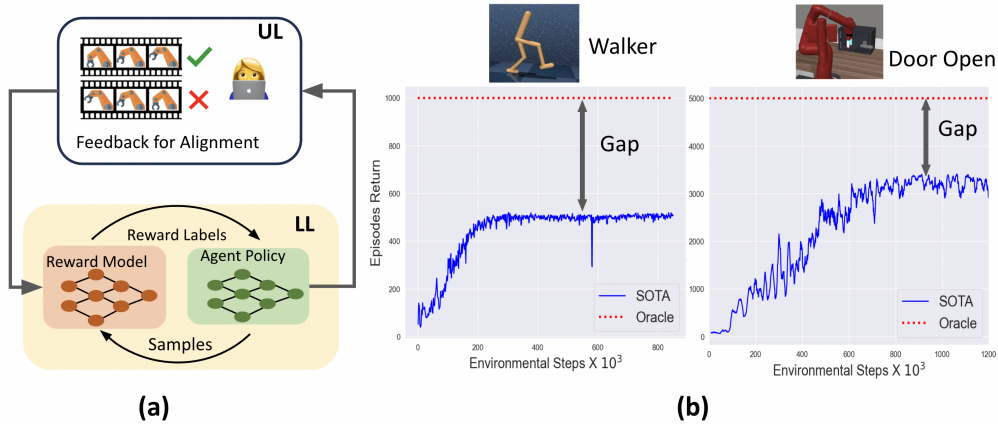 UL
Feedback for Alignment
LL
Reward Labels
Reward Model
Agent Policy
Samples
(a)
Walker
1000
800
600
400
200
0
Episodes Return
Gap
SOTA
Oracle
0
200
400
600
800
Environmental Steps X 10³
Door Open
5000
4000
3000
2000
1000
0
Gap
SOTA
Oracle
0
200
400
600
800
1000
1200
Environmental Steps X 10³
(b)